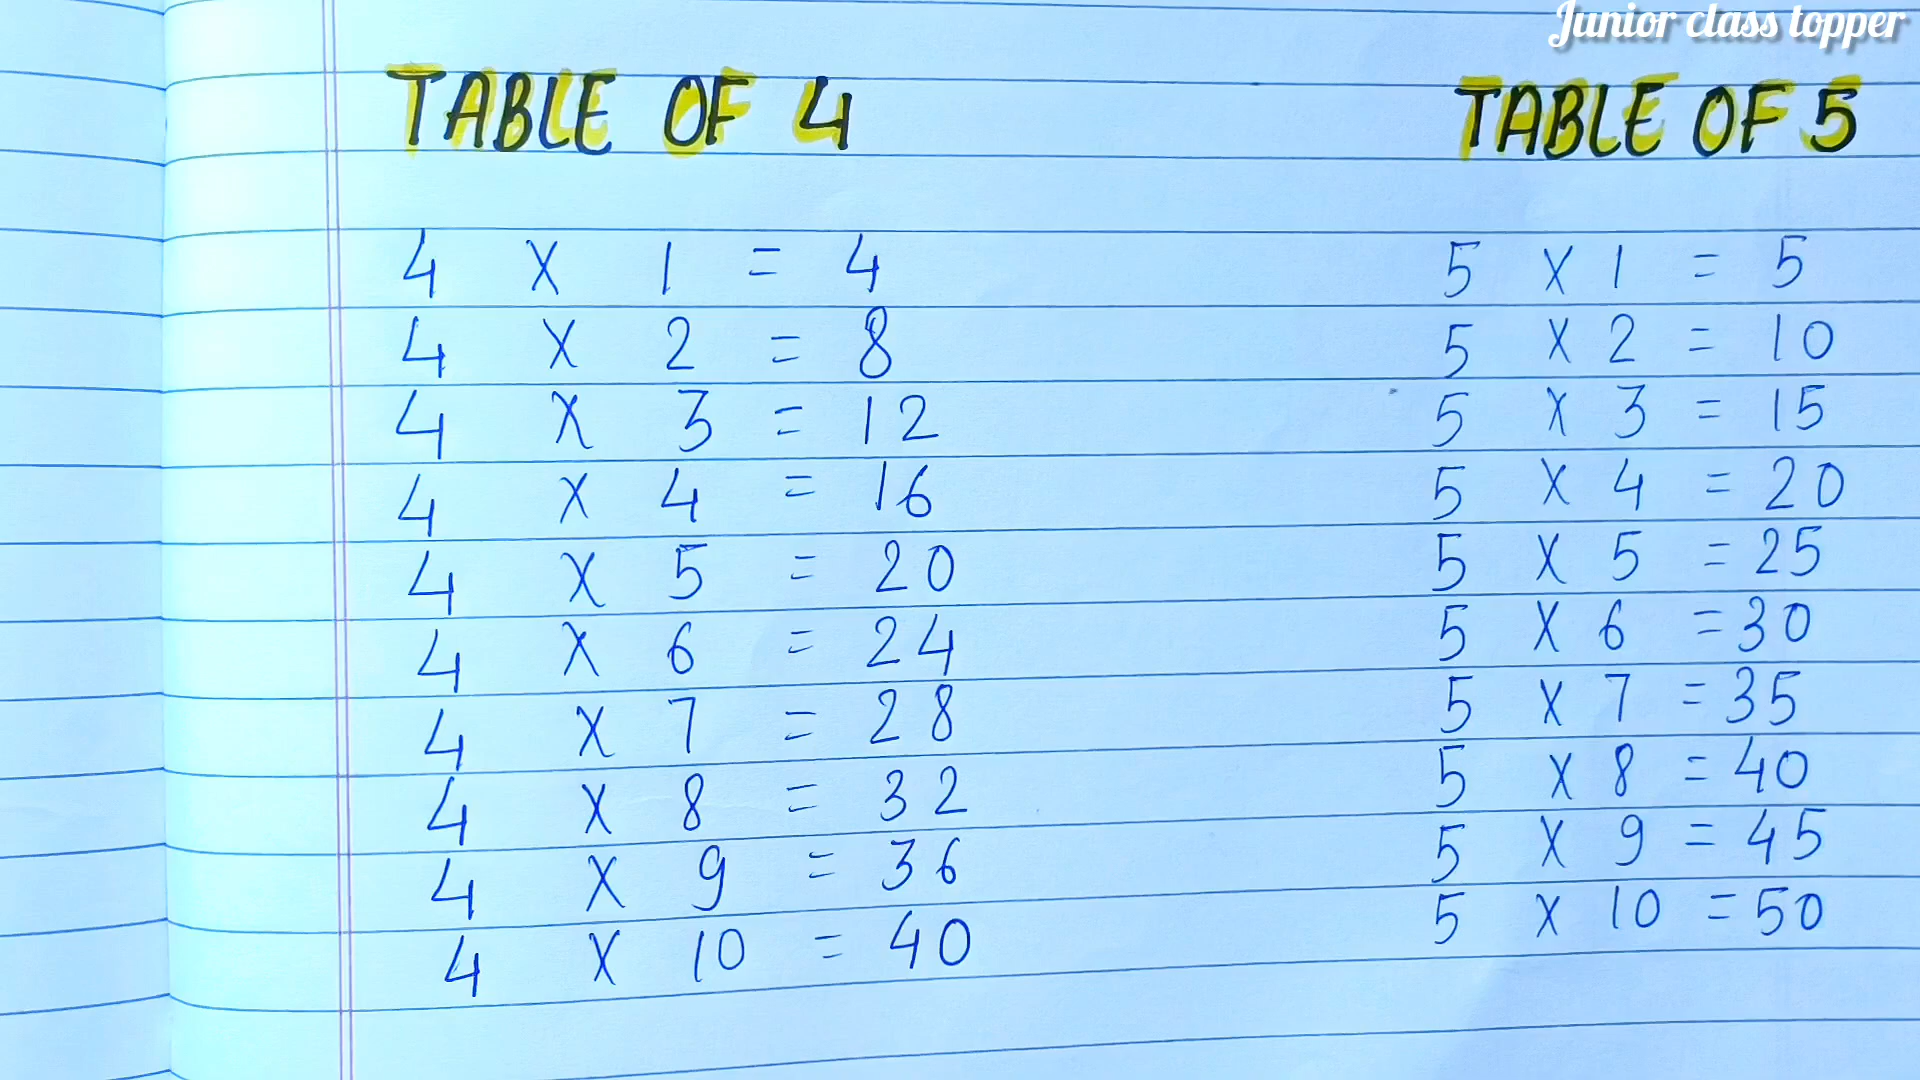 Junior class topper
TABLE OF 4
4 X 1 = 4
4 X 2 = 8
4 X 3 = 12
4 X 4 = 16
4 X 5 = 20
4 X 6 = 24
4 X 7 = 28
4 X 8 = 32
4 X 9 = 36
4 X 10 = 40
TABLE OF 5
5 X 1 = 5
5 X 2 = 10
5 X 3 = 15
5 X 4 = 20
5 X 5 = 25
5 X 6 = 30
5 X 7 = 35
5 X 8 = 40
5 X 9 = 45
5 X 10 = 50